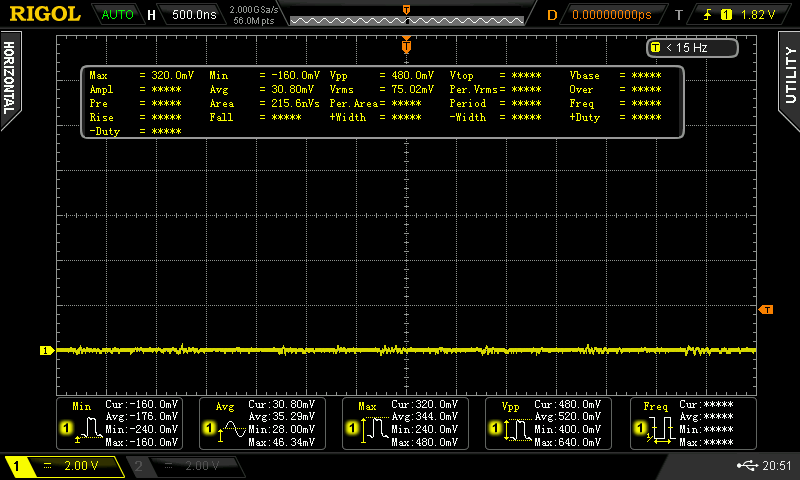 RIGOL AUTO H 500.0ns 2.000GSa/s D 0.00000000ps T 1 1.82 V
56.0M pts
T
HORIZONTAL
UTILITY
T < 15 Hz
Max = 320.0mV Min = -160.0mV Vpp = 480.0mV Vtop = ***** Vbase = *****
Ampl = ***** Avg = 30.80mV Vrms = 75.02mV Per.Vrms= ***** Over = *****
Pre = ***** Area = 215.6nVs Per.Area= ***** Period = ***** Freq = *****
Rise = ***** Fall = ***** +Width = ***** -Width = ***** +Duty = *****
-Duty = *****
T
T
1
Min Cur:-160.0mV
Avg:-176.0mV
1 Min:-240.0mV
Max:-160.0mV
Avg Cur:30.80mV
Avg:35.29mV
1 Min:28.00mV
Max:46.34mV
Max Cur:320.0mV
Avg:344.0mV
1 Min:240.0mV
Max:480.0mV
Vpp Cur:480.0mV
Avg:520.0mV
1 Min:400.0mV
Max:640.0mV
Freq Cur:*****
Avg:*****
1 Min:*****
Max:*****
1 2.00 V 2 2.00 V 20:51